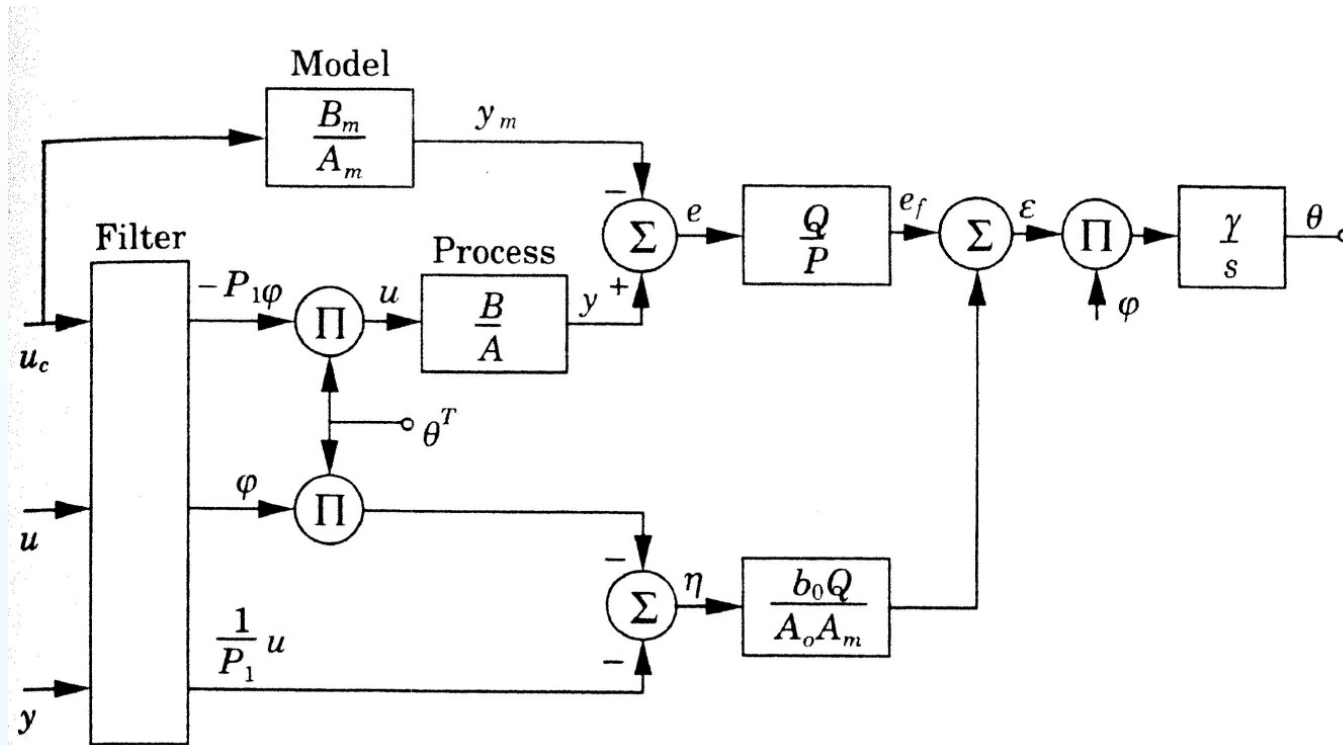 Model
B_m
A_m
y_m
−
Σ
e
Q
P
e_f
Σ
ε
Π
γ
s
θ
φ
Filter
−P_1φ
Π
u
Process
B
A
y
+
u_c
θ^T
φ
Π
u
−
Σ
η
b_0Q
A_oA_m
−
1
P_1
u
y